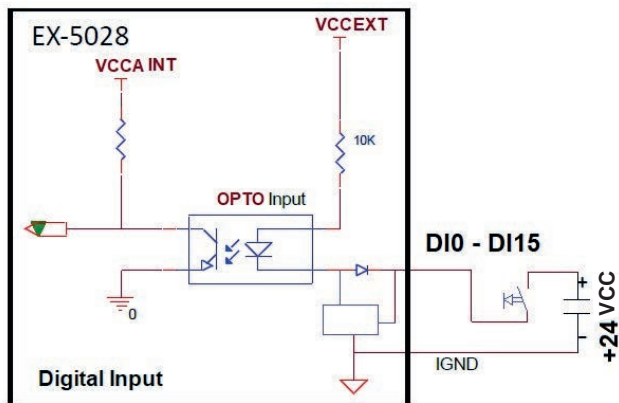 EX-5028
VCCEXT
VCCA INT
10K
OPTO Input
DI0 - DI15
+
-
+24 VCC
0
IGND
Digital Input